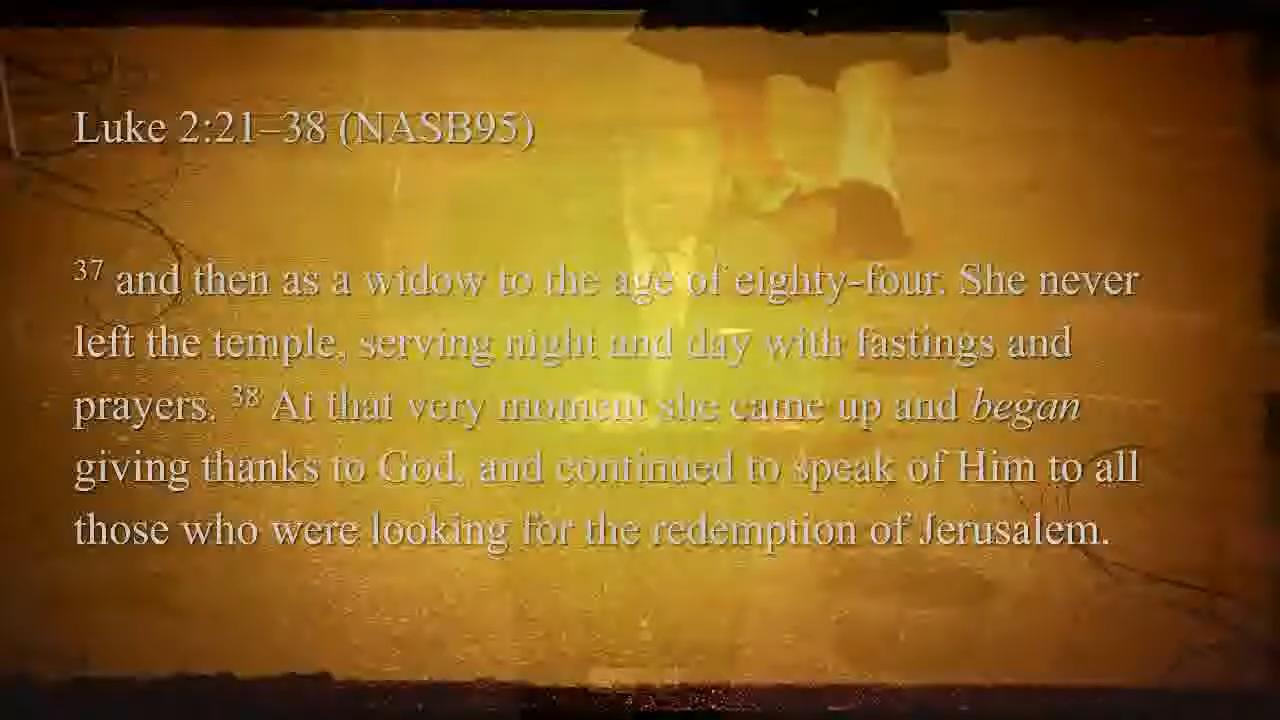 Luke 2:21–38 (NASB95)
37 and then as a widow to the age of eighty-four. She never
left the temple, serving night and day with fastings and
prayers. 38 At that very moment she came up and began
giving thanks to God, and continued to speak of Him to all
those who were looking for the redemption of Jerusalem.